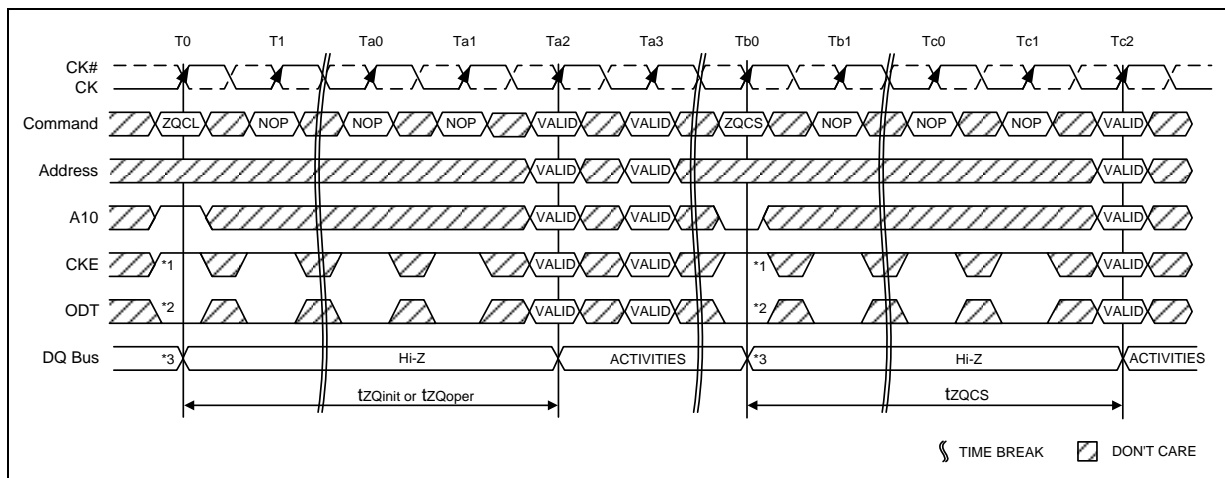 T0 T1 Ta0 Ta1 Ta2 Ta3 Tb0 Tb1 Tc0 Tc1 Tc2
CK#
CK
Command ZQCL NOP NOP NOP VALID VALID ZQCS NOP NOP NOP VALID
Address VALID VALID VALID
A10 VALID VALID VALID
CKE *1 VALID VALID *1 VALID
ODT *2 VALID VALID *2 VALID
DQ Bus *3 Hi-Z ACTIVITIES *3 Hi-Z ACTIVITIES
tZQinit or tZQoper tZQCS
TIME BREAK DON'T CARE